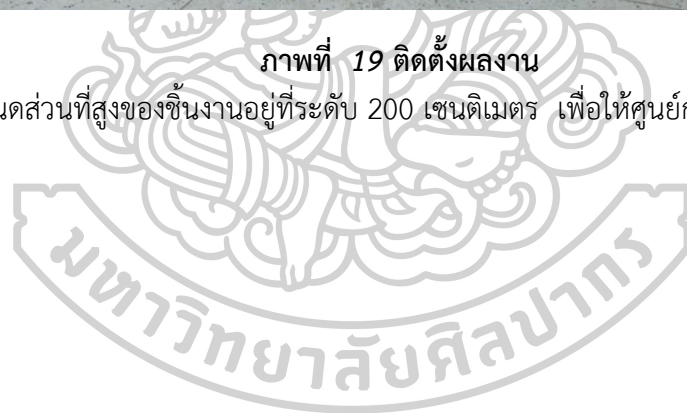 ภาพที่ 19 ติดตั้งผลงาน
ส่วนที่สูงของชิ้นงานอยู่ที่ระดับ 200 เซนติเมตร เพื่อให้ศูนย์
มหาวิทยาลัยศิลปากร